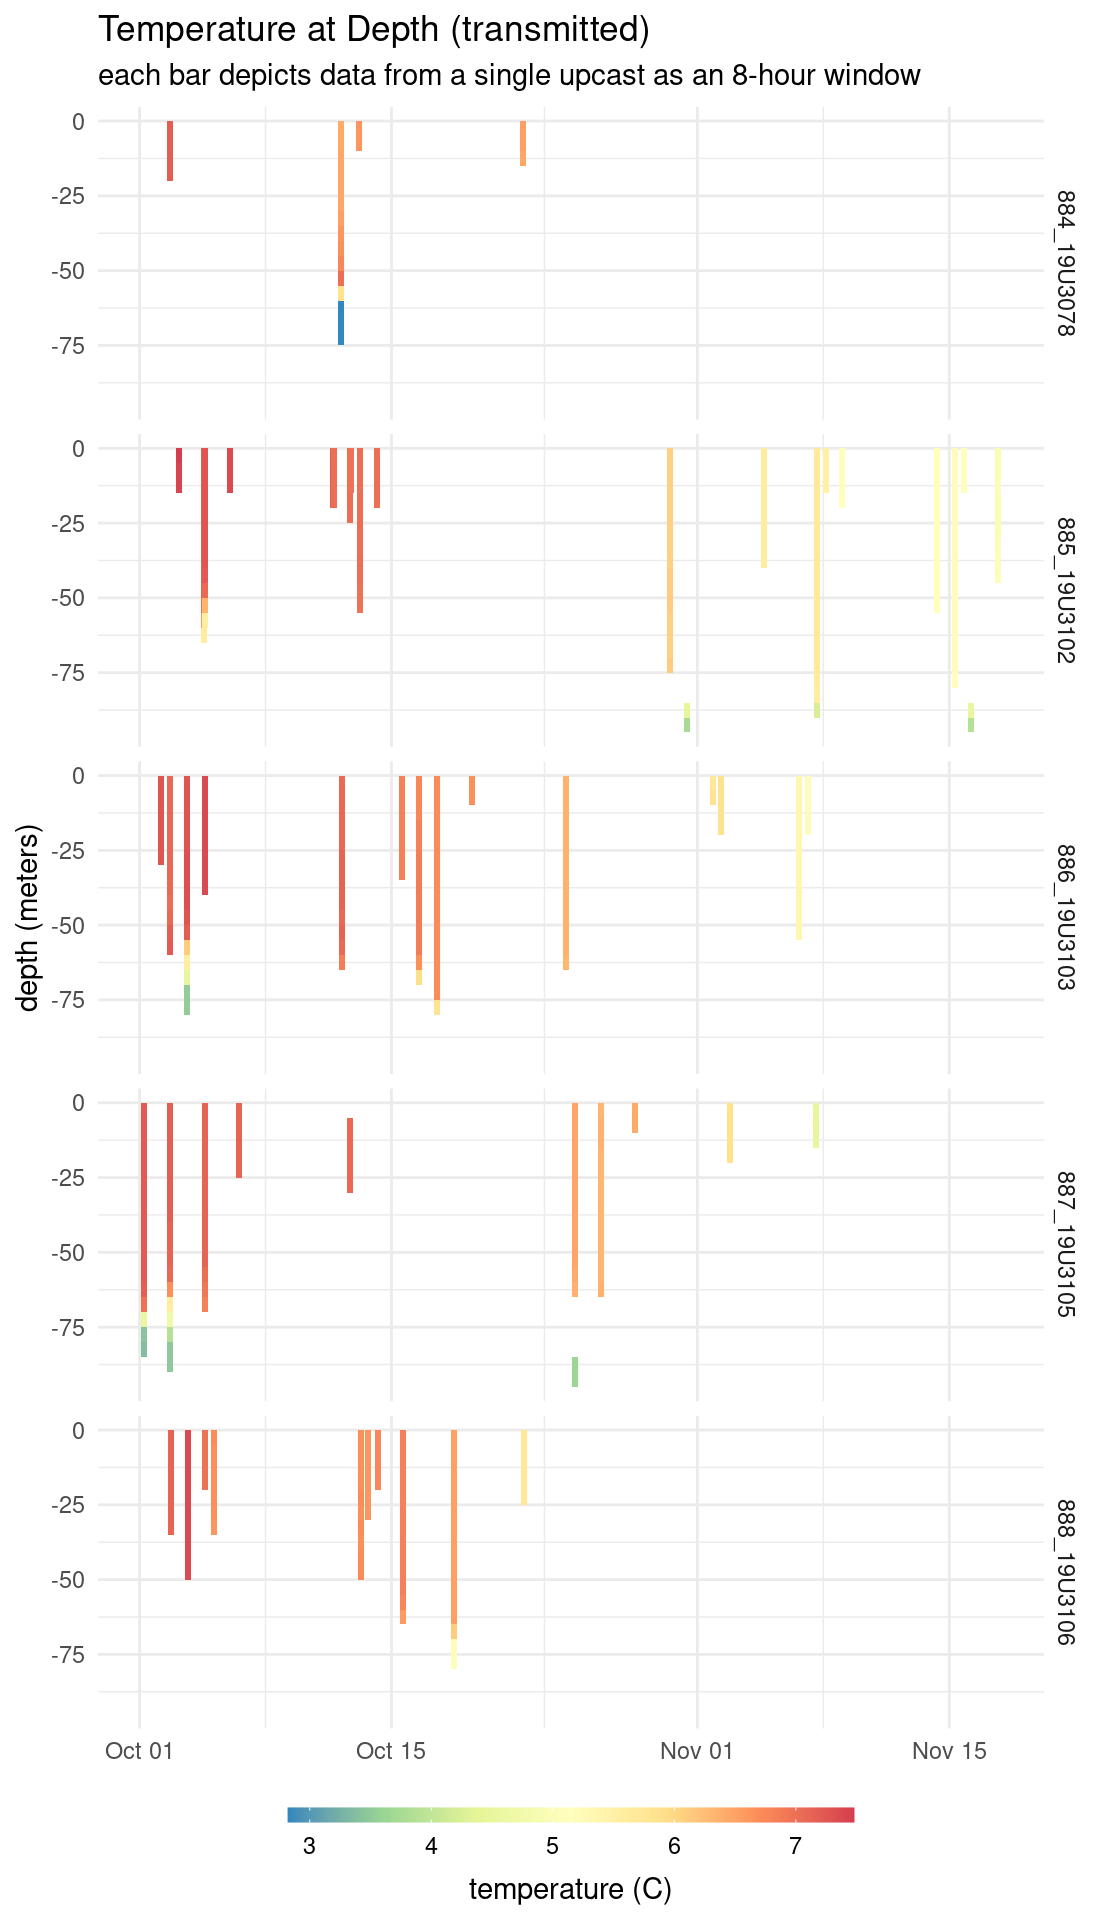 Temperature at Depth (transmitted)
each bar depicts data from a single upcast as an 8-hour window
0
-25
-50
-75
884_19U3078
0
-25
-50
-75
885_19U3102
depth (meters)
0
-25
-50
-75
886_19U3103
0
-25
-50
-75
887_19U3105
0
-25
-50
-75
888_19U3106
Oct 01 Oct 15 Nov 01 Nov 15
3 4 5 6 7
temperature (C)